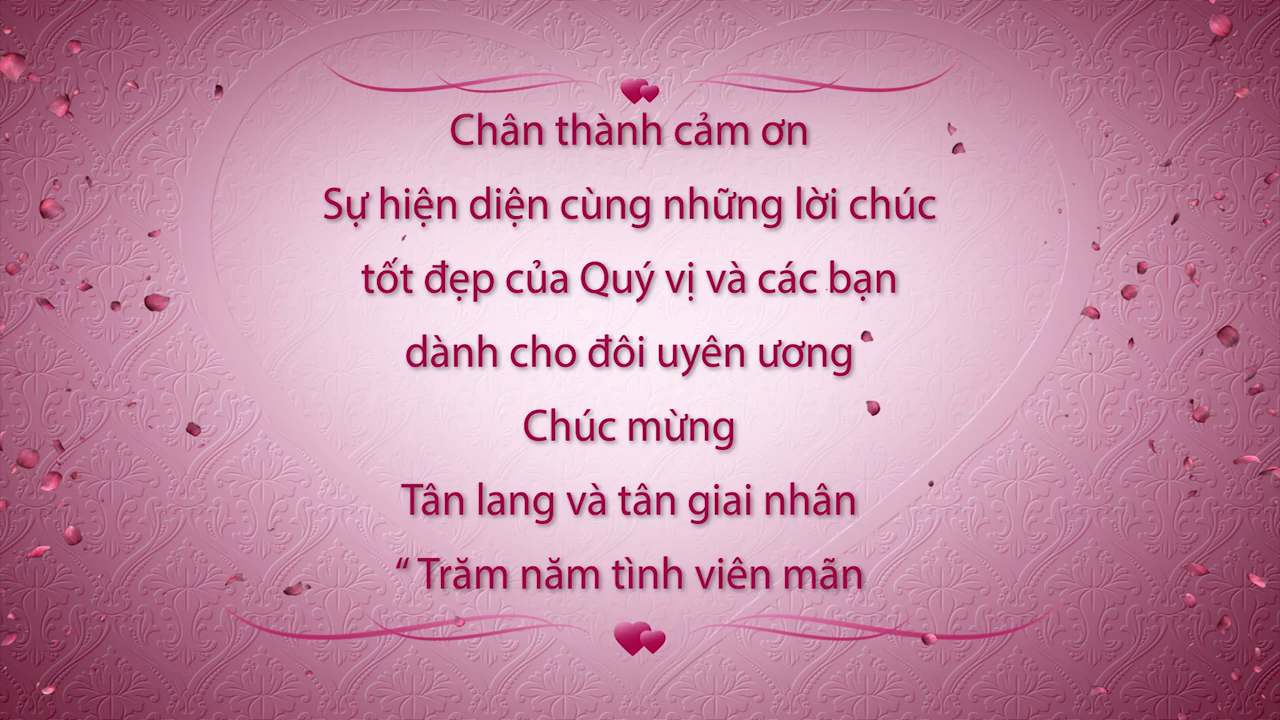 Chân thành cảm ơn
Sự hiện diện cùng những lời chúc
tốt đẹp của Quý vị và các bạn
dành cho đôi uyên ương
Chúc mừng
Tân lang và tân giai nhân
“ Trăm năm tình viên mãn